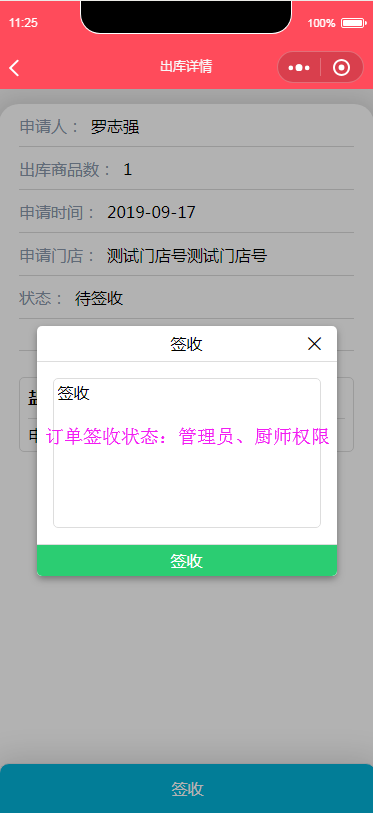 11:25 100%
出库详情
申请人： 罗志强
出库商品数： 1
申请时间： 2019-09-17
申请门店： 测试门店号测试门店号
状态： 待签收
签收
签收
订单签收状态：管理员、厨师权限
签收
签收